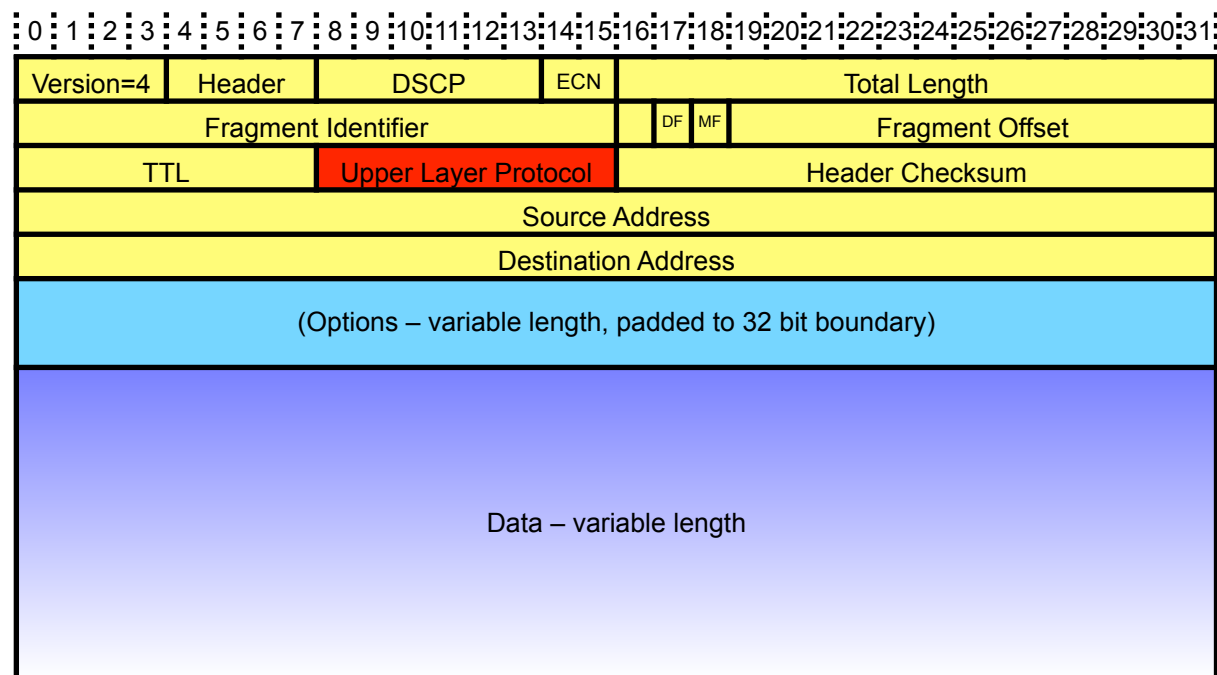 0 1 2 3 4 5 6 7 8 9 10 11 12 13 14 15 16 17 18 19 20 21 22 23 24 25 26 27 28 29 30 31
Version=4 Header DSCP ECN Total Length
Fragment Identifier DF MF Fragment Offset
TTL Upper Layer Protocol Header Checksum
Source Address
Destination Address
(Options – variable length, padded to 32 bit boundary)
Data – variable length